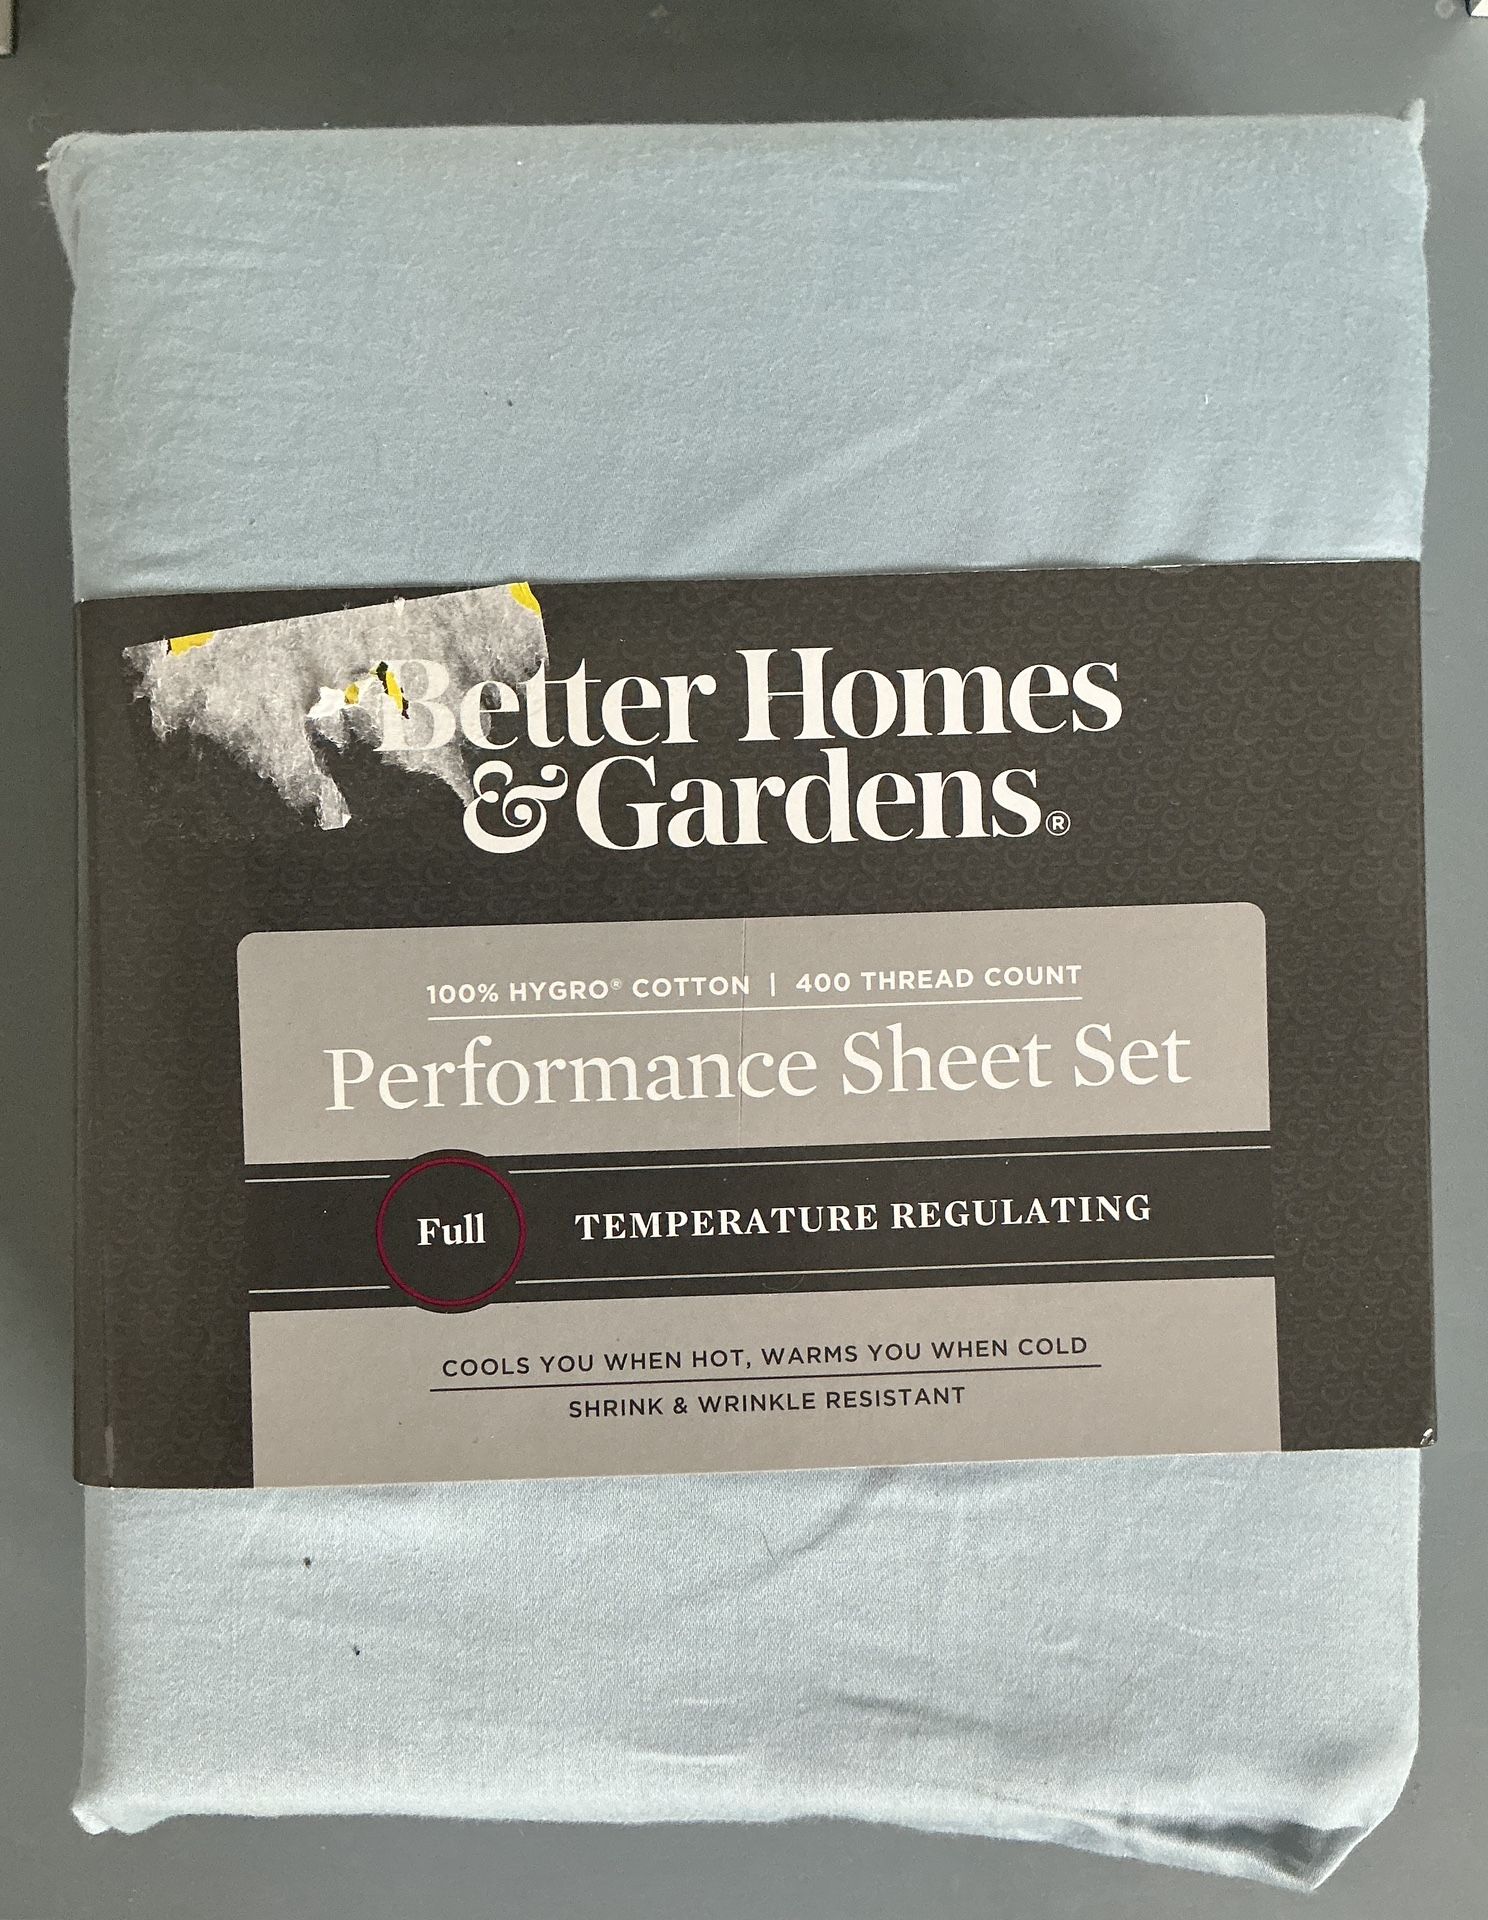 Better Homes
& Gardens®
100% HYGRO® COTTON | 400 THREAD COUNT
Performance Sheet Set
Full TEMPERATURE REGULATING
COOLS YOU WHEN HOT, WARMS YOU WHEN COLD
SHRINK & WRINKLE RESISTANT